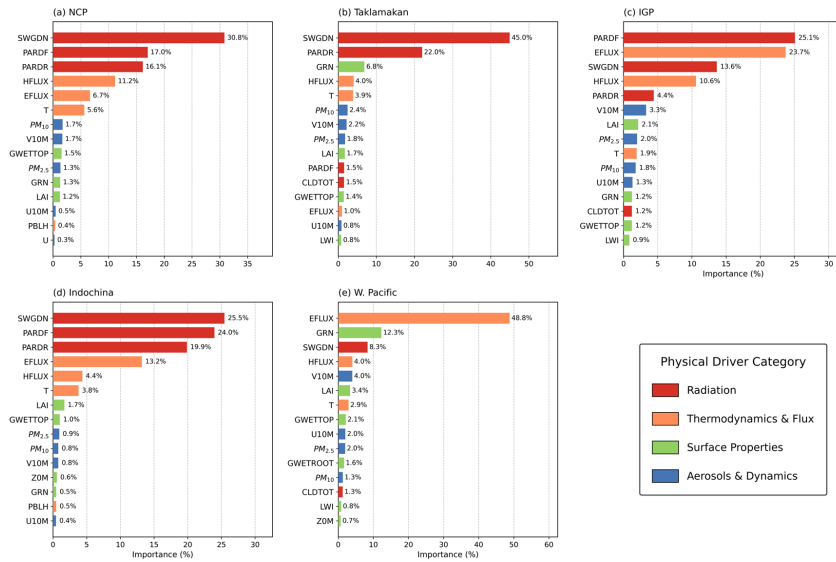 (a) NCP
SWGDN 30.8%
PARDF 17.0%
PARDR 16.1%
HFLUX 11.2%
EFLUX 6.7%
T 5.6%
PM10 1.7%
V10M 1.7%
GWETTOP 1.5%
PM2.5 1.3%
GRN 1.3%
LAI 1.2%
U10M 0.5%
PBLH 0.4%
U 0.3%
0 5 10 15 20 25 30 35
(b) Taklamakan
SWGDN 45.0%
PARDR 22.0%
GRN 6.8%
HFLUX 4.0%
T 3.9%
PM10 2.4%
V10M 2.2%
PM2.5 1.8%
LAI 1.7%
PARDF 1.5%
CLDTOT 1.5%
GWETTOP 1.4%
EFLUX 1.0%
U10M 0.8%
LWI 0.8%
0 10 20 30 40 50
(c) IGP
PARDF 25.1%
EFLUX 23.7%
SWGDN 13.6%
HFLUX 10.6%
PARDR 4.4%
V10M 3.3%
LAI 2.1%
PM2.5 2.0%
T 1.9%
PM10 1.8%
U10M 1.3%
GRN 1.2%
CLDTOT 1.2%
GWETTOP 1.2%
LWI 0.9%
0 5 10 15 20 25 30
Importance (%)
(d) Indochina
SWGDN 25.5%
PARDF 24.0%
PARDR 19.9%
EFLUX 13.2%
HFLUX 4.4%
T 3.8%
LAI 1.7%
GWETTOP 1.0%
PM2.5 0.9%
PM10 0.8%
V10M 0.8%
Z0M 0.6%
GRN 0.5%
PBLH 0.5%
U10M 0.4%
0 5 10 15 20 25 30
Importance (%)
(e) W. Pacific
EFLUX 48.8%
GRN 12.3%
SWGDN 8.3%
HFLUX 4.0%
V10M 4.0%
LAI 3.4%
T 2.9%
GWETTOP 2.1%
U10M 2.0%
PM2.5 2.0%
GWETROOT 1.6%
PM10 1.3%
CLDTOT 1.3%
LWI 0.8%
Z0M 0.7%
0 10 20 30 40 50 60
Importance (%)
Physical Driver Category
Radiation
Thermodynamics & Flux
Surface Properties
Aerosols & Dynamics